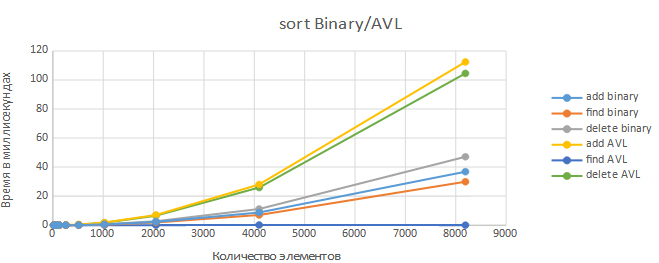 sort Binary/AVL
120
100
80
60
40
20
0
0 1000 2000 3000 4000 5000 6000 7000 8000 9000
Время в миллисекундах
Количество элементов
add binary
find binary
delete binary
add AVL
find AVL
delete AVL